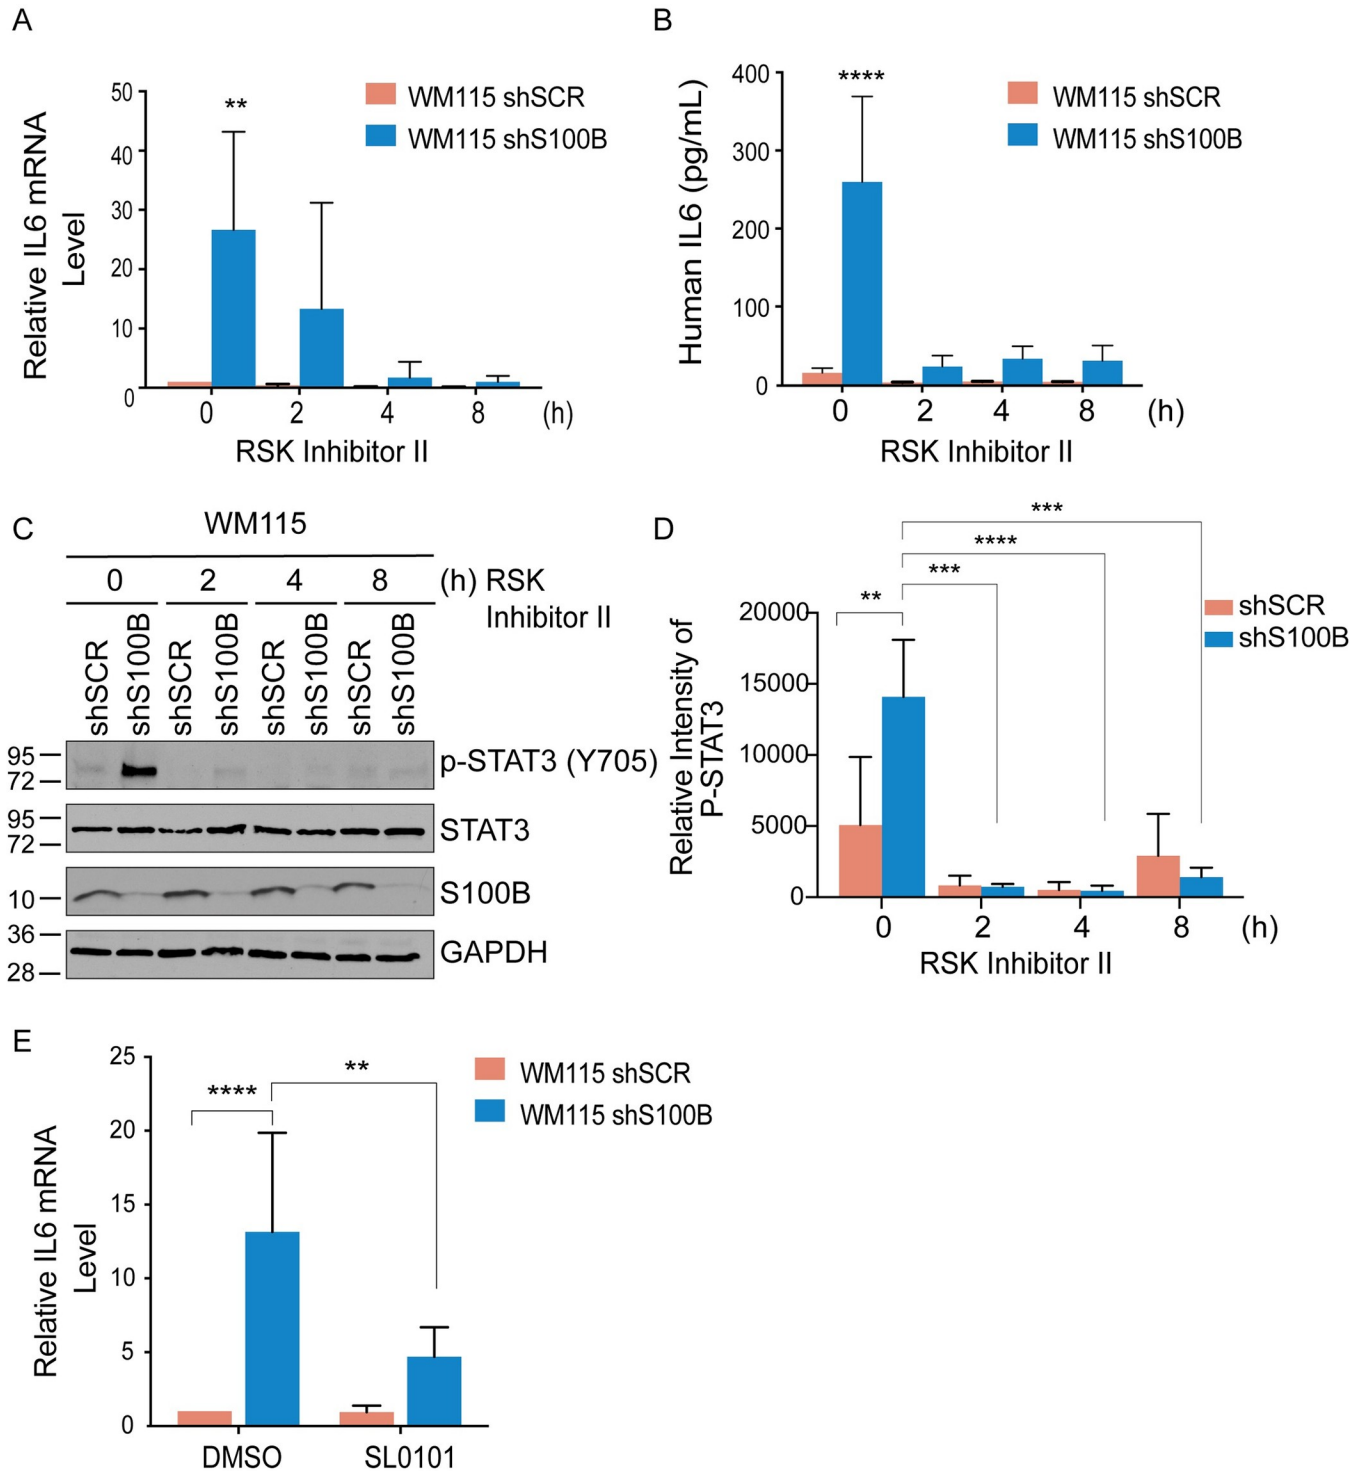 A
**
WM115 shSCR
WM115 shS100B
Relative IL6 mRNA
Level
50
40
30
20
10
0
0 2 4 8 (h)
RSK Inhibitor II
B
****
WM115 shSCR
WM115 shS100B
Human IL6 (pg/mL)
400
300
200
100
0
0 2 4 8 (h)
RSK Inhibitor II
C
WM115
0 2 4 8 (h) RSK
Inhibitor II
shSCR shS100B shSCR shS100B shSCR shS100B shSCR shS100B
95
72
p-STAT3 (Y705)
95
72
STAT3
10
S100B
36
28
GAPDH
D
***
****
***
**
shSCR
shS100B
Relative Intensity of
P-STAT3
20000
15000
10000
5000
0
0 2 4 8 (h)
RSK Inhibitor II
E
****
**
WM115 shSCR
WM115 shS100B
Relative IL6 mRNA
Level
25
20
15
10
5
0
DMSO SL0101